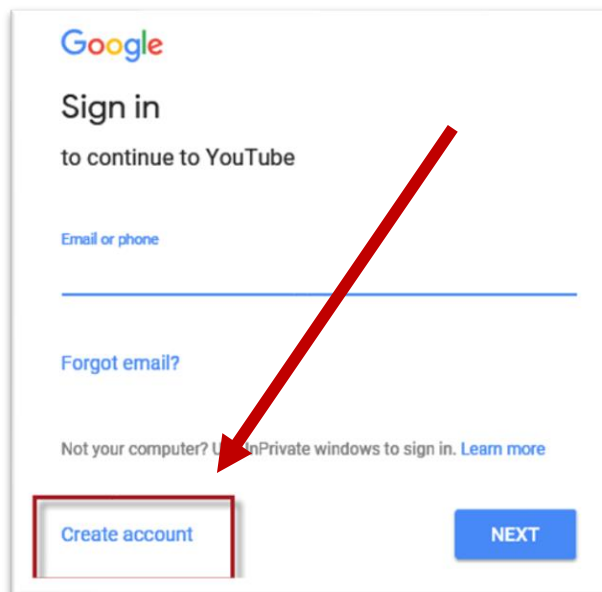 Google
Sign in
to continue to YouTube
Email or phone
Forgot email?
Not your computer? InPrivate windows to sign in. Learn more
Create account
NEXT